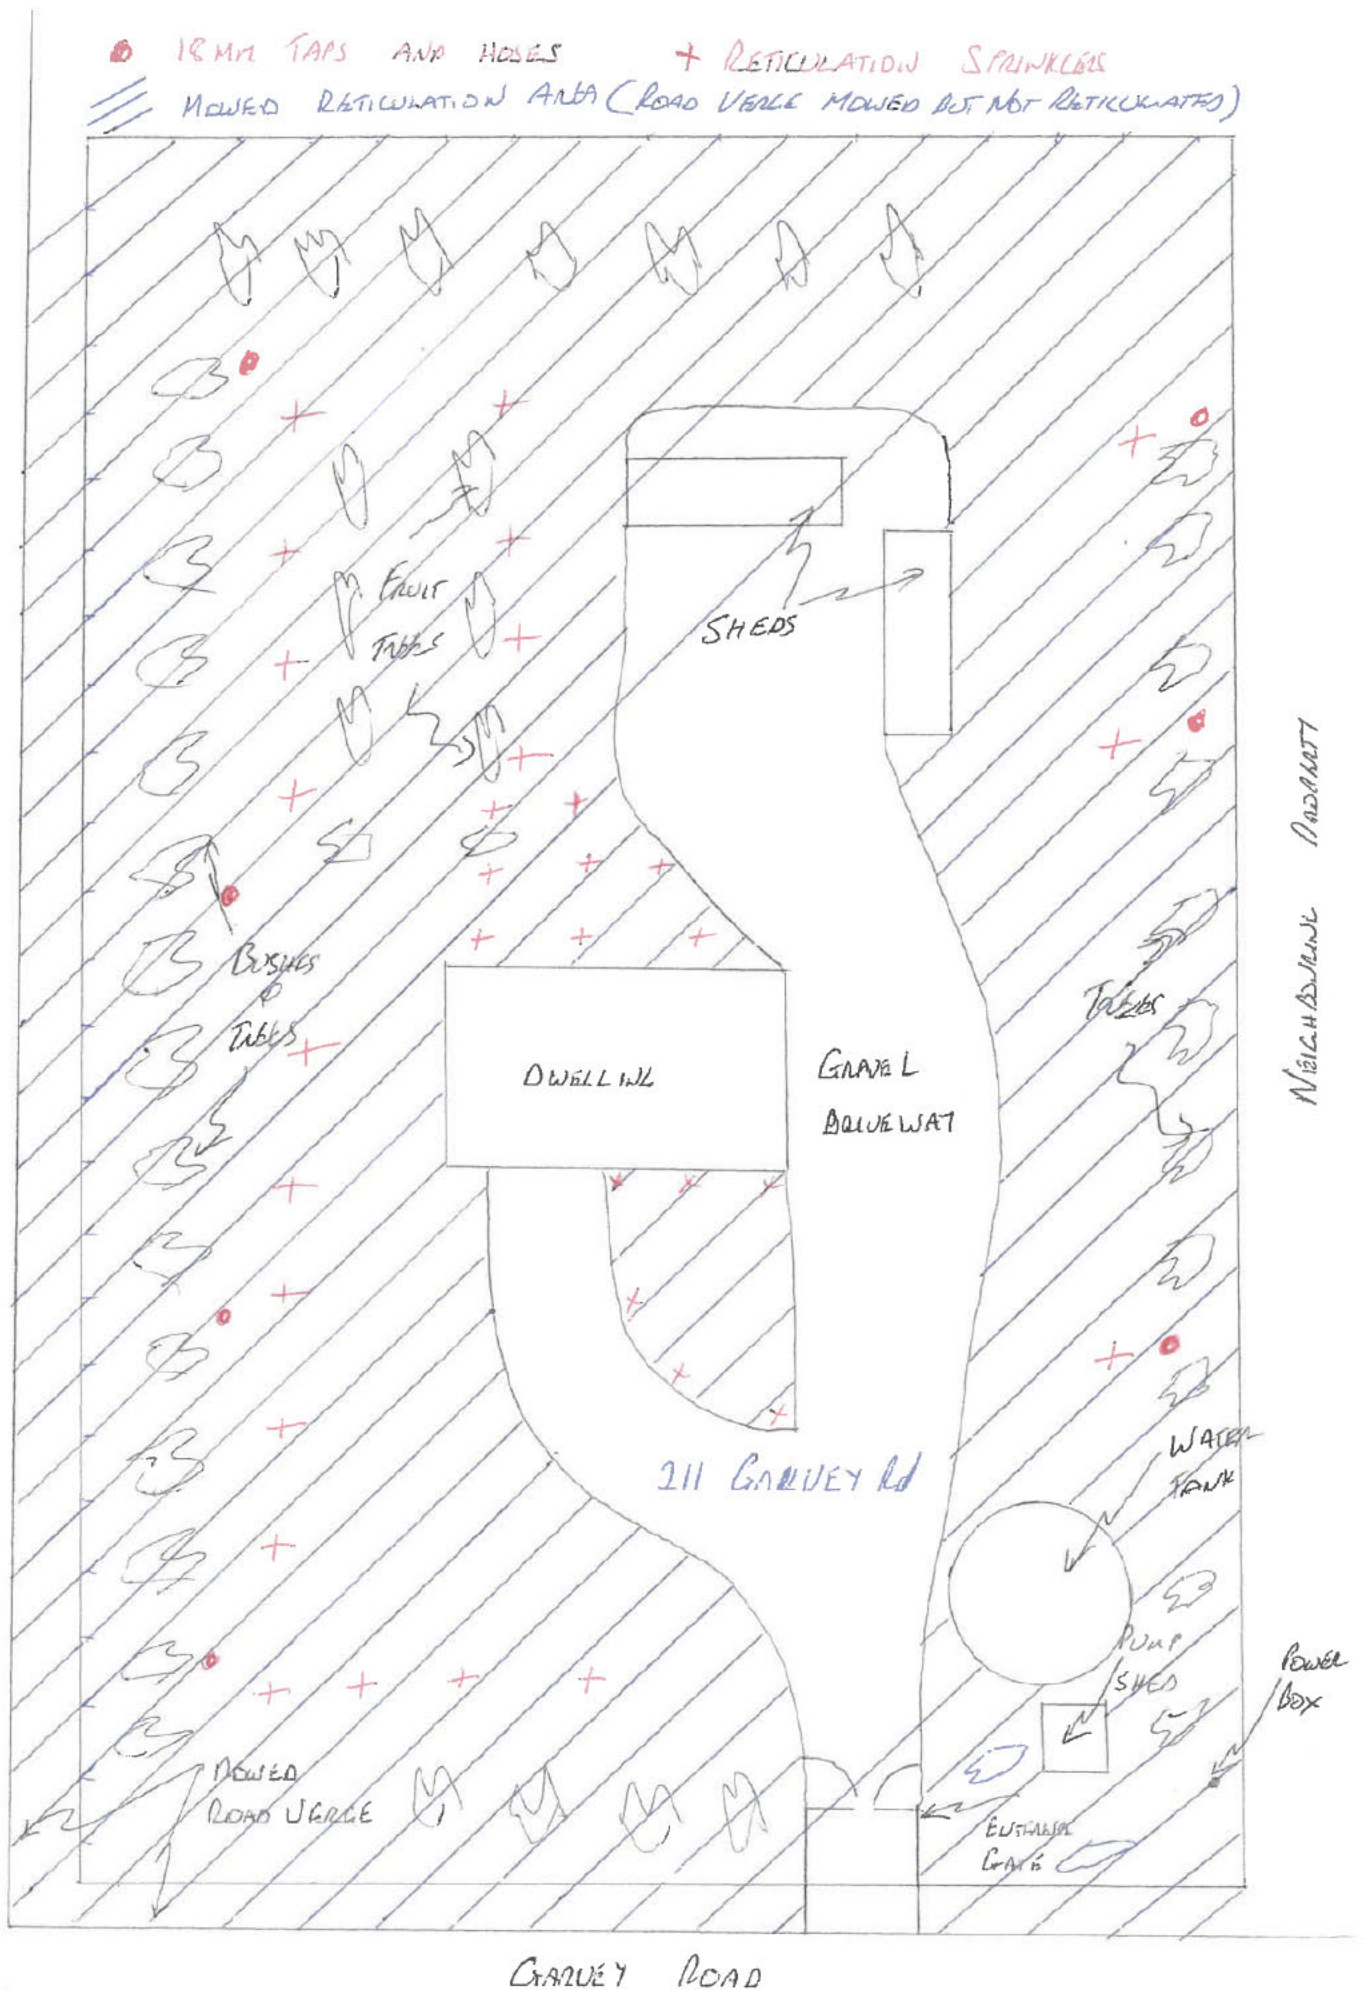 18MM TAPS AND HOSES
+ RETICULATION SPRINKLERS
MOWED RETICULATION AREA (ROAD VERGE MOWED BUT NOT RETICULATED)
SHEDS
FRUIT
TREES
NEIGHBOURING PROPERTY
BUSHES
&
TREES
TREES
DWELLING
GRAVEL
DRIVEWAY
211 GARVEY Rd
WATER
TANK
PUMP
SHED
POWER
BOX
MOWED
ROAD VERGE
ENTRANCE
GATE
GARVEY ROAD